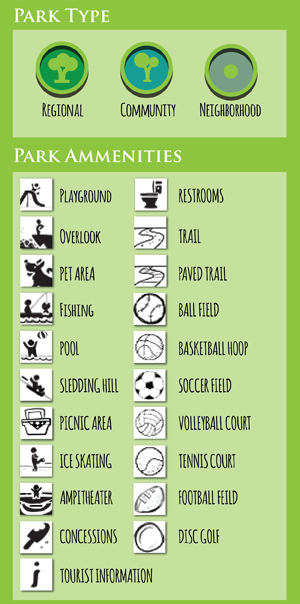 Park Type
Regional Community Neighborhood
Park Ammenities
Playground RESTROOMS
Overlook TRAIL
PET AREA PAVED TRAIL
Fishing BALL FIELD
POOL BASKETBALL HOOP
SLEDDING HILL SOCCER FIELD
PICNIC AREA VOLLEYBALL COURT
ICE SKATING TENNIS COURT
AMPITHEATER FOOTBALL FEILD
CONCESSIONS DISC GOLF
i TOURIST INFORMATION